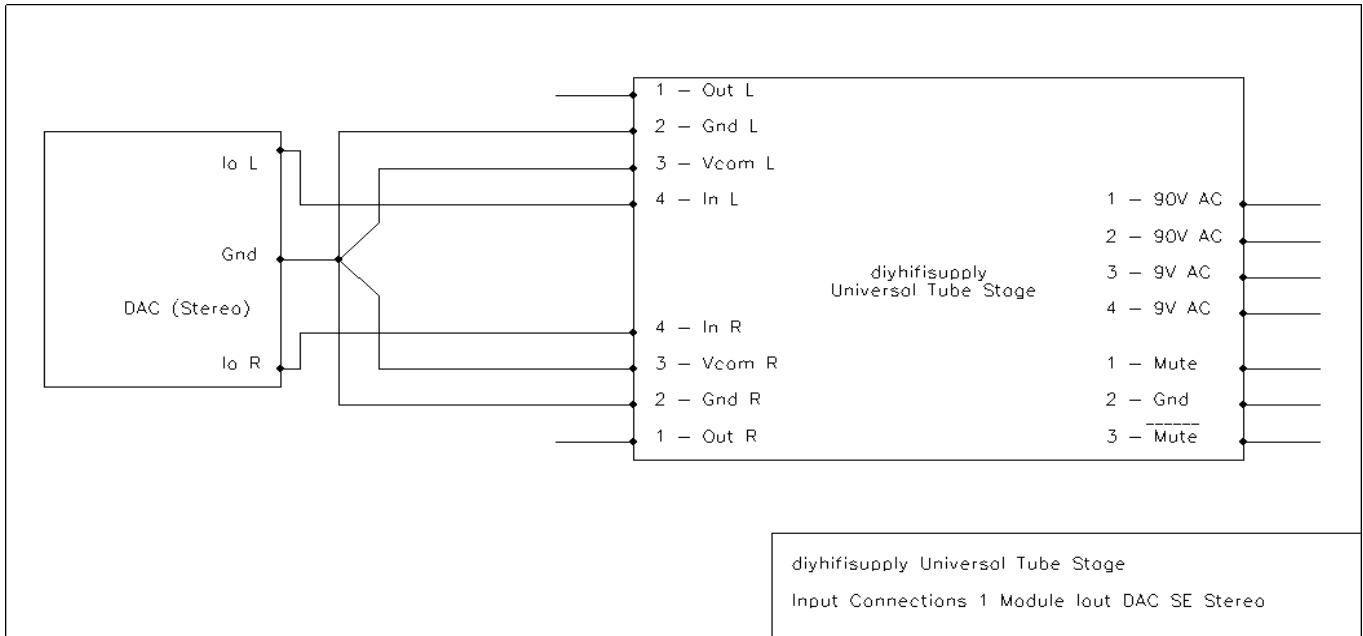 Io L
Gnd
DAC (Stereo)
Io R
1 - Out L
2 - Gnd L
3 - Vcom L
4 - In L
4 - In R
3 - Vcom R
2 - Gnd R
1 - Out R
diyhifisupply
Universal Tube Stage
1 - 90V AC
2 - 90V AC
3 - 9V AC
4 - 9V AC
1 - Mute
2 - Gnd
3 - Mute
diyhifisupply Universal Tube Stage
Input Connections 1 Module Iout DAC SE Stereo